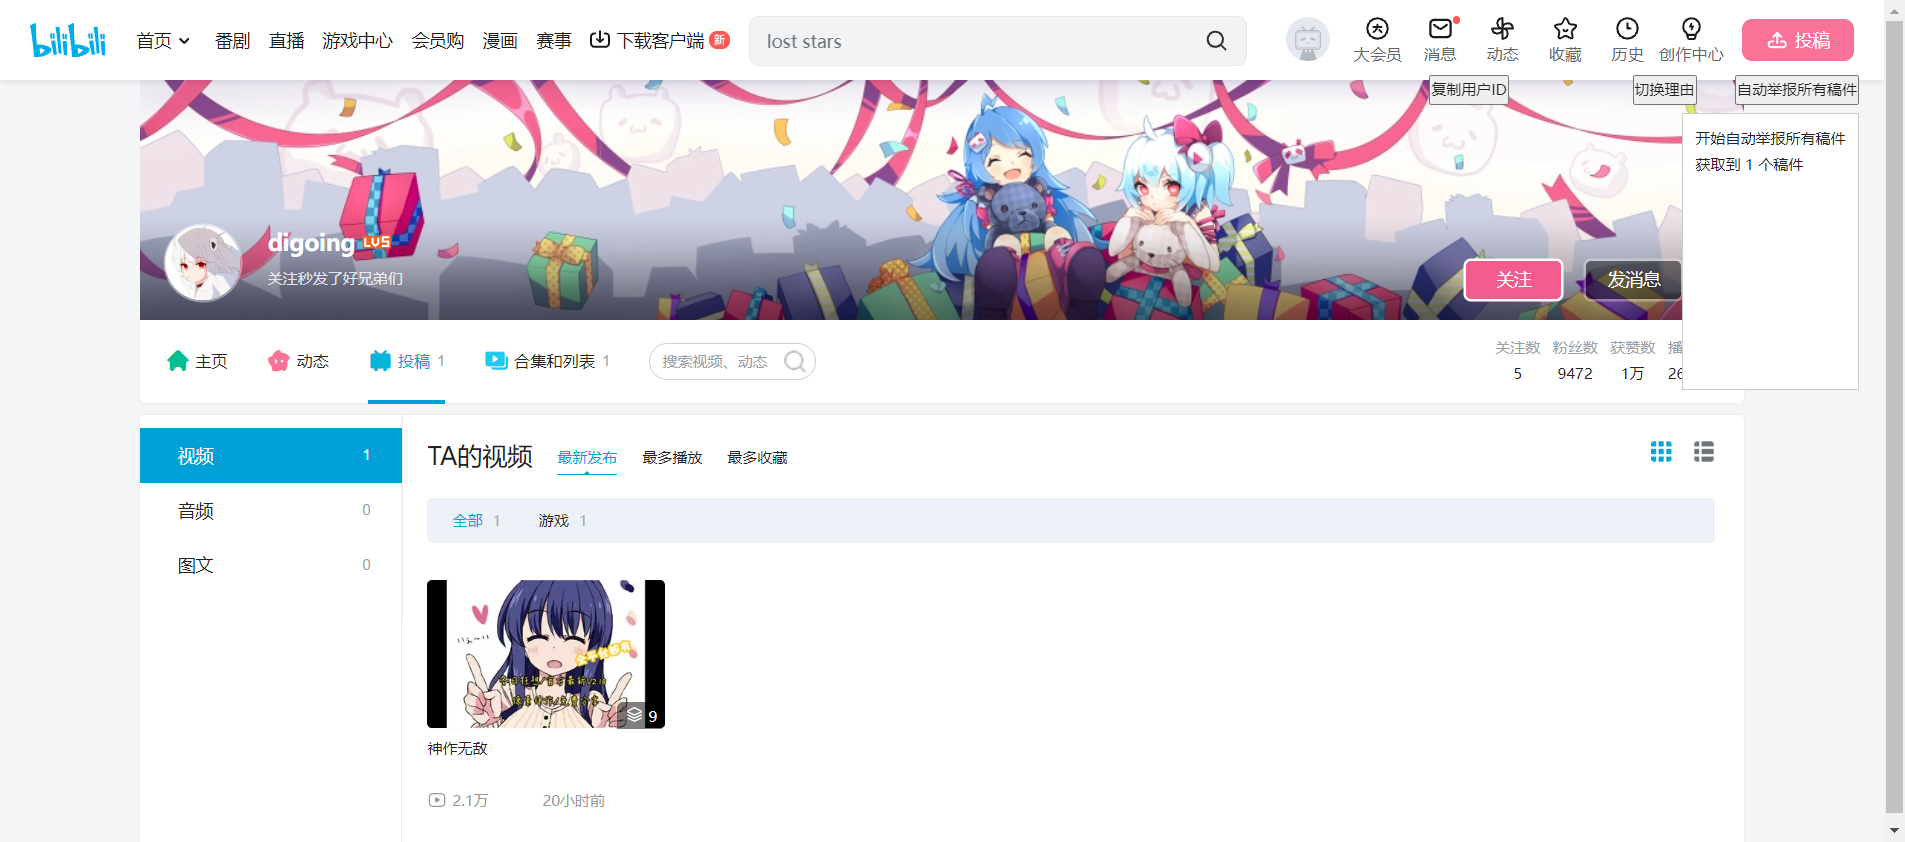 bilibili
首页 番剧 直播 游戏中心 会员购 漫画 赛事 下载客户端 新
lost stars
大会员 消息 动态 收藏 历史 创作中心 投稿
复制用户ID 切换理由 自动举报所有稿件
开始自动举报所有稿件
获取到 1 个稿件
digoing LV5
关注秒发了好兄弟们
关注 发消息
主页 动态 投稿 1 合集和列表 1 搜索视频、动态
关注数 粉丝数 获赞数 播
5 9472 1万 26
视频 1
音频 0
图文 0
TA的视频 最新发布 最多播放 最多收藏
全部 1 游戏 1
全平台都有
9
神作无敌
2.1万 20小时前